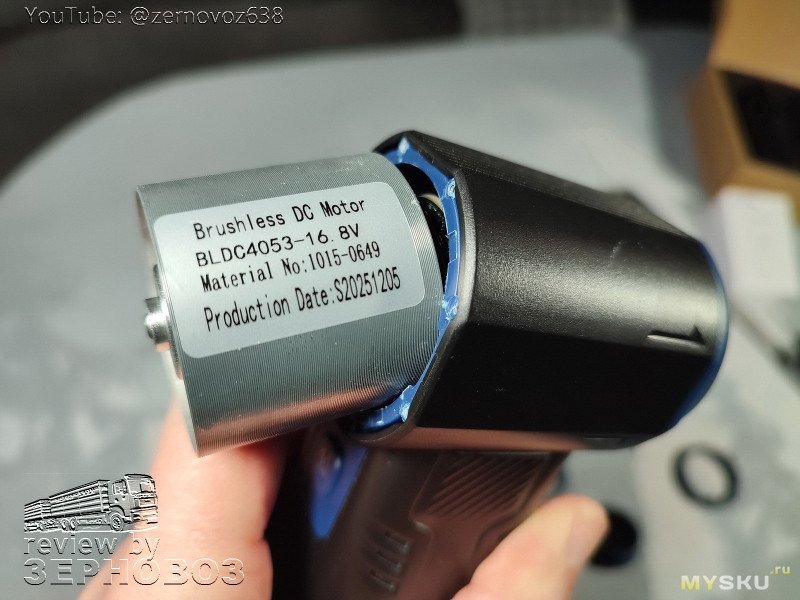 YouTube: @zernovoz638
Brushless DC Motor
BLDC4053-16.8V
Material No:1015-0649
Production Date:S20251205
review by
ЗЕРНОВОЗ
MYSKU.ru